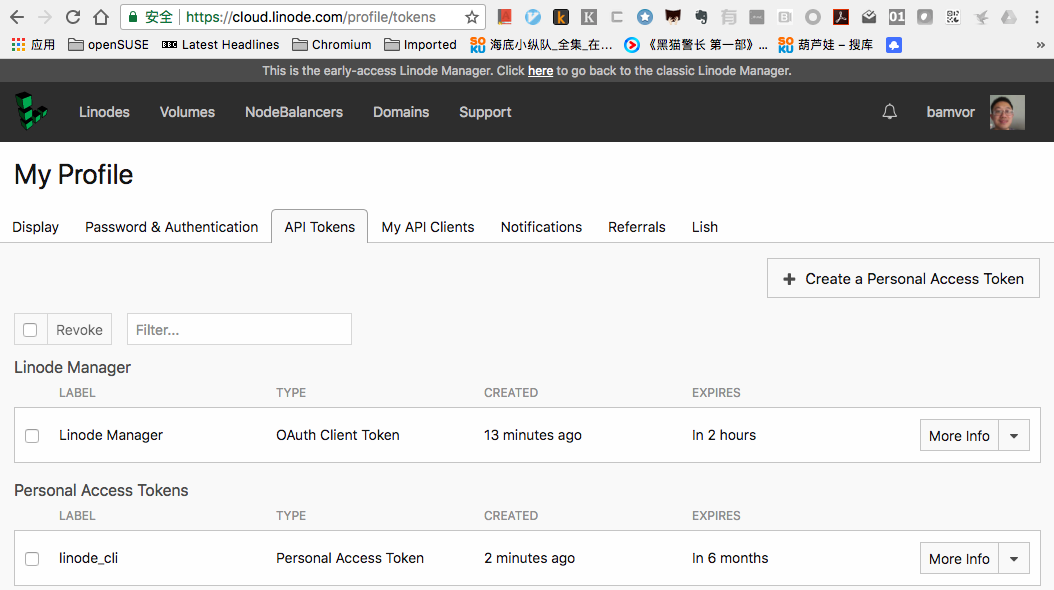 安全 https://cloud.linode.com/profile/tokens
应用 openSUSE BBC Latest Headlines Chromium Imported SOKU 海底小纵队_全集_在... 《黑猫警长 第一部》... SOKU 葫芦娃 – 搜库 »
This is the early-access Linode Manager. Click here to go back to the classic Linode Manager.
Linodes Volumes NodeBalancers Domains Support bamvor
My Profile
Display Password & Authentication API Tokens My API Clients Notifications Referrals Lish
+ Create a Personal Access Token
Revoke Filter...
Linode Manager
LABEL TYPE CREATED EXPIRES
Linode Manager OAuth Client Token 13 minutes ago In 2 hours More Info
Personal Access Tokens
LABEL TYPE CREATED EXPIRES
linode_cli Personal Access Token 2 minutes ago In 6 months More Info